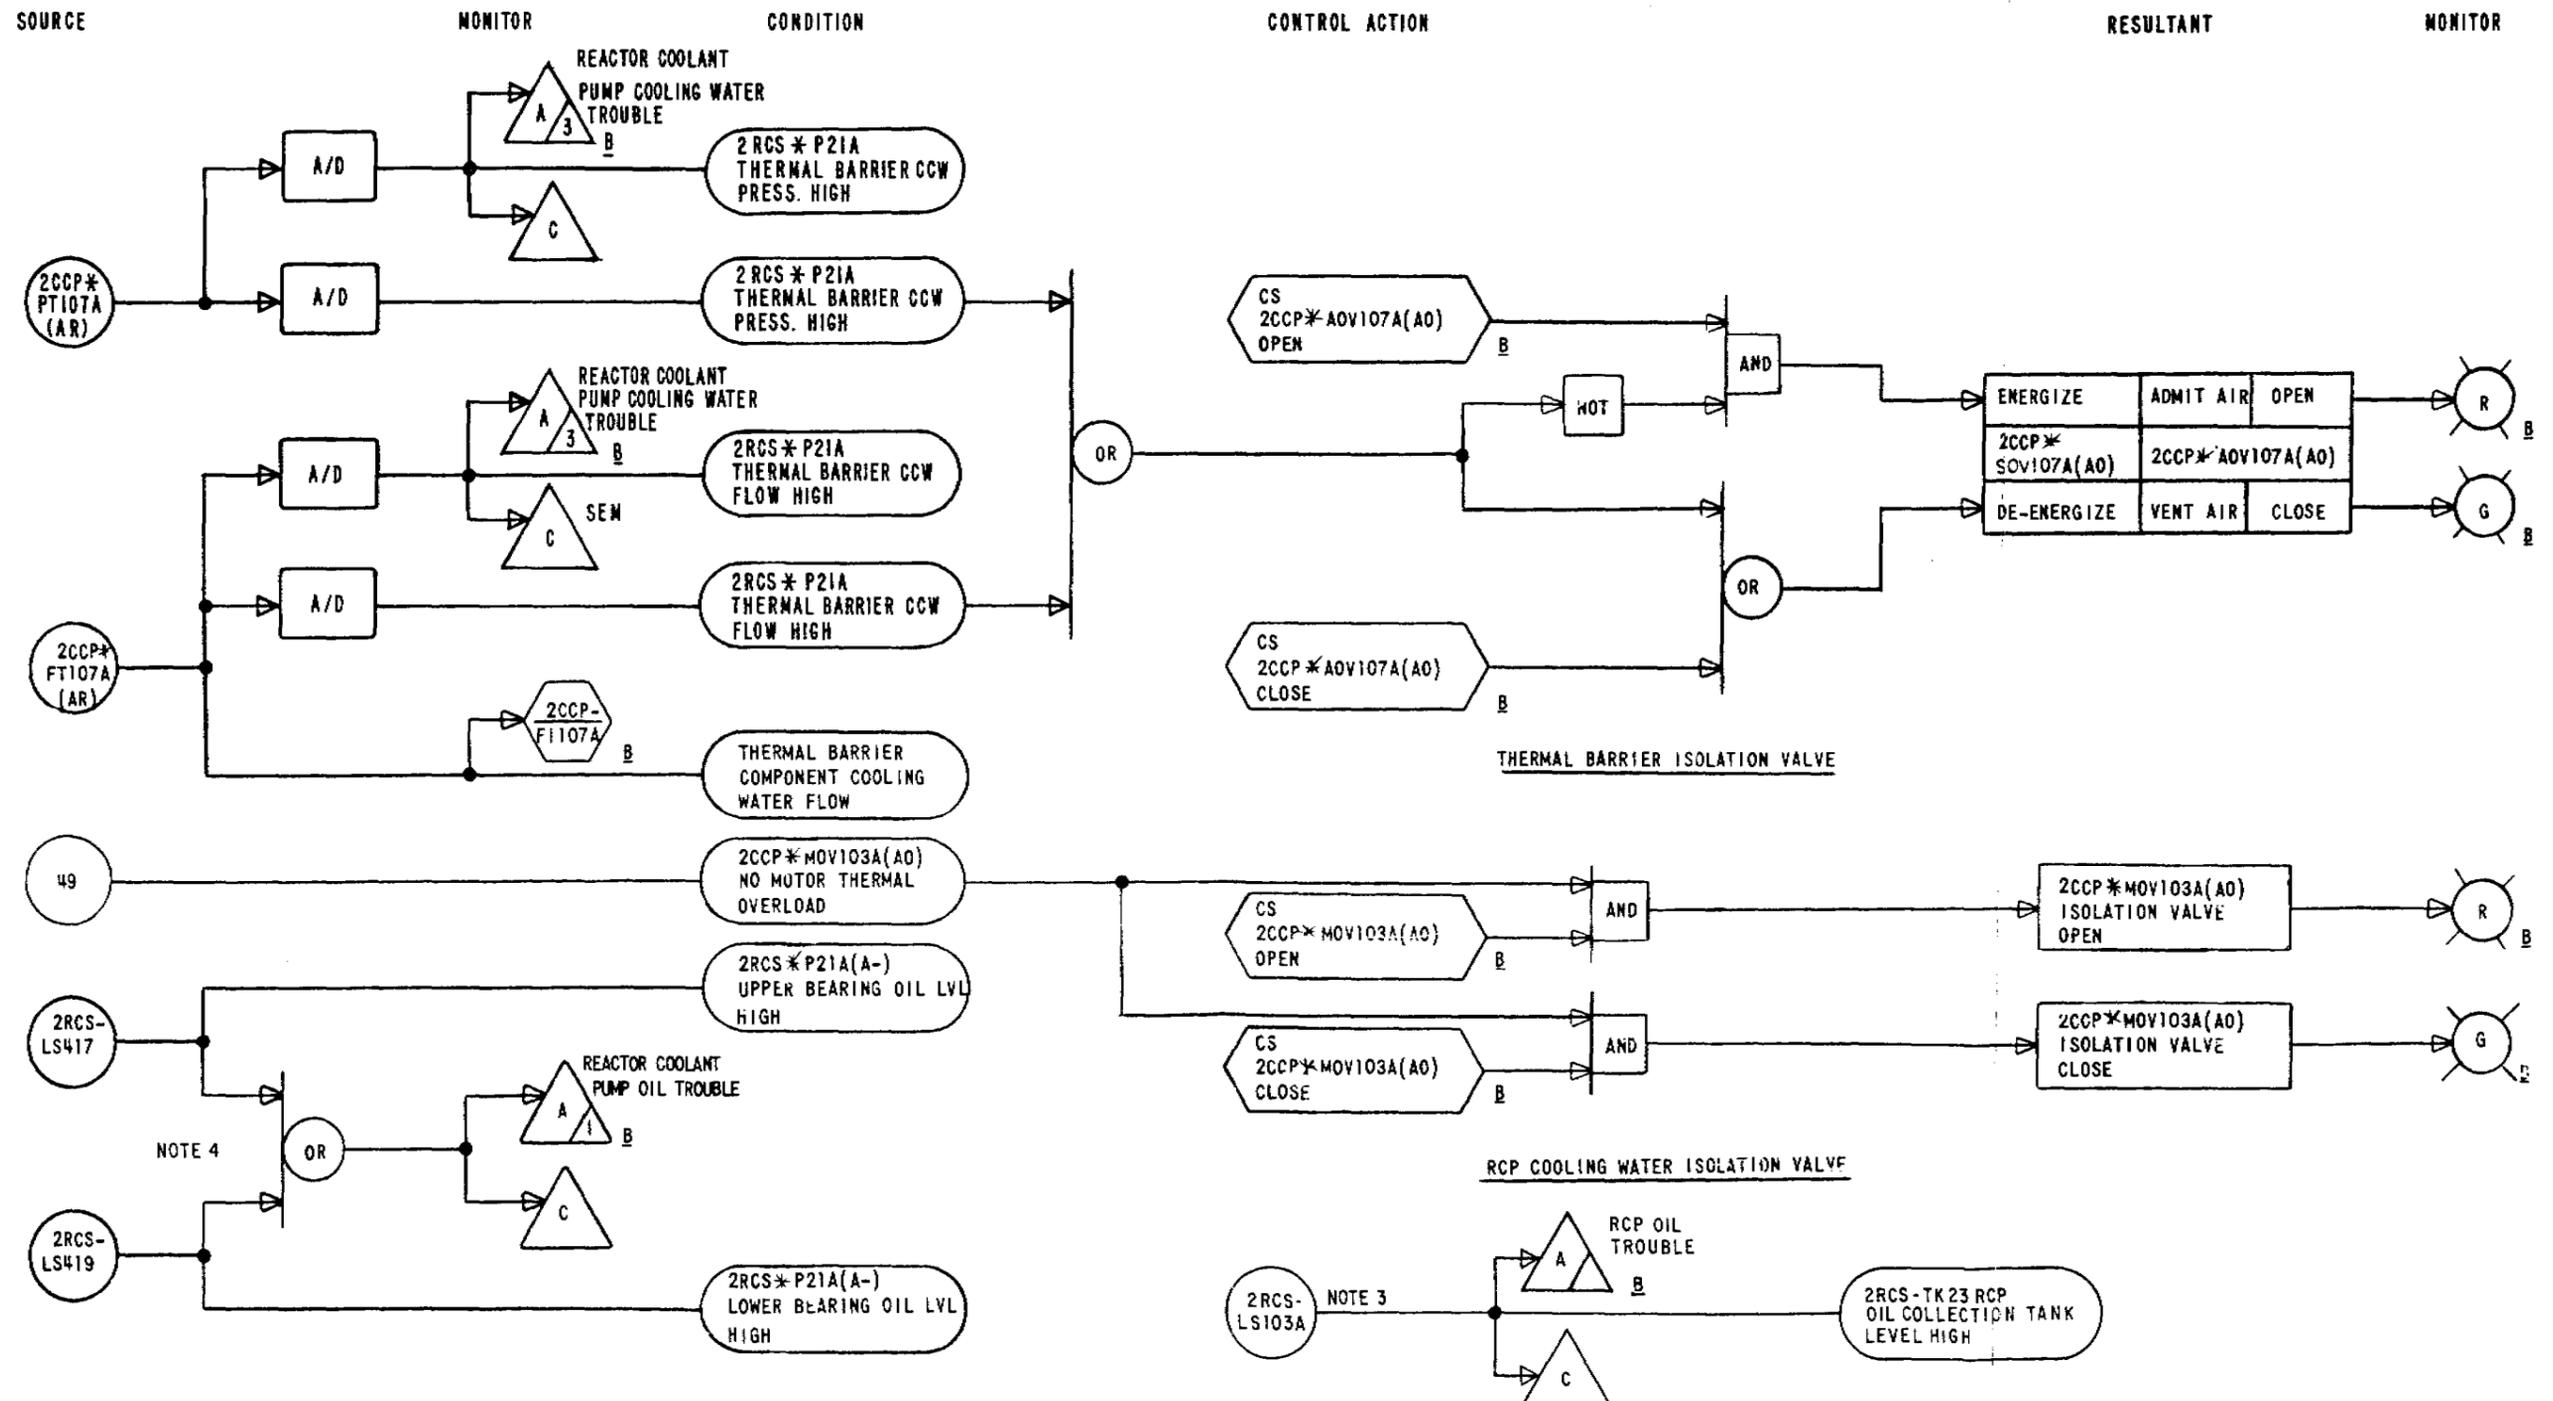 SOURCE
MONITOR
CONDITION
CONTROL ACTION
RESULTANT
MONITOR
REACTOR COOLANT
PUMP COOLING WATER
TROUBLE
A
3
B
A/D
2RCS*P21A
THERMAL BARRIER CCW
PRESS. HIGH
C
2CCP*
PT107A
(AR)
A/D
2RCS*P21A
THERMAL BARRIER CCW
PRESS. HIGH
REACTOR COOLANT
PUMP COOLING WATER
TROUBLE
A
3
B
A/D
2RCS*P21A
THERMAL BARRIER CCW
FLOW HIGH
SEM
C
A/D
2RCS*P21A
THERMAL BARRIER CCW
FLOW HIGH
2CCP*
FT107A
(AR)
2CCP-
FI107A
B
THERMAL BARRIER
COMPONENT COOLING
WATER FLOW
OR
CS
2CCP*AOV107A(AO)
OPEN
B
NOT
AND
CS
2CCP*AOV107A(AO)
CLOSE
B
OR
ENERGIZE
ADMIT AIR
OPEN
2CCP*
SOV107A(AO)
2CCP*AOV107A(AO)
DE-ENERGIZE
VENT AIR
CLOSE
R
B
G
B
THERMAL BARRIER ISOLATION VALVE
49
2CCP*MOV103A(AO)
NO MOTOR THERMAL
OVERLOAD
CS
2CCP*MOV103A(AO)
OPEN
B
AND
2CCP*MOV103A(AO)
ISOLATION VALVE
OPEN
R
B
CS
2CCP*MOV103A(AO)
CLOSE
B
AND
2CCP*MOV103A(AO)
ISOLATION VALVE
CLOSE
G
RCP COOLING WATER ISOLATION VALVE
2RCS-
LS417
2RCS*P21A(A-)
UPPER BEARING OIL LVL
HIGH
REACTOR COOLANT
PUMP OIL TROUBLE
A
1
B
NOTE 4
OR
C
2RCS-
LS419
2RCS*P21A(A-)
LOWER BEARING OIL LVL
HIGH
RCP OIL
TROUBLE
A
B
2RCS-
LS103A
NOTE 3
2RCS-TK23 RCP
OIL COLLECTION TANK
LEVEL HIGH
C